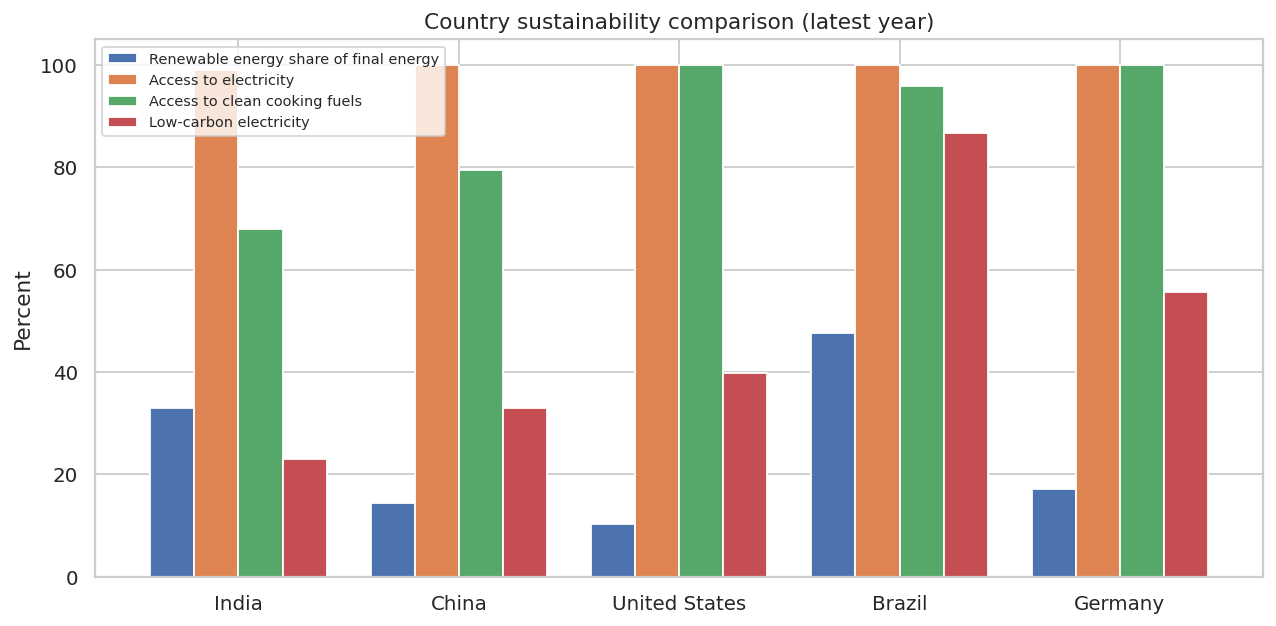 Country sustainability comparison (latest year)
Renewable energy share of final energy
Access to electricity
Access to clean cooking fuels
Low-carbon electricity
Percent
100
80
60
40
20
0
India
China
United States
Brazil
Germany